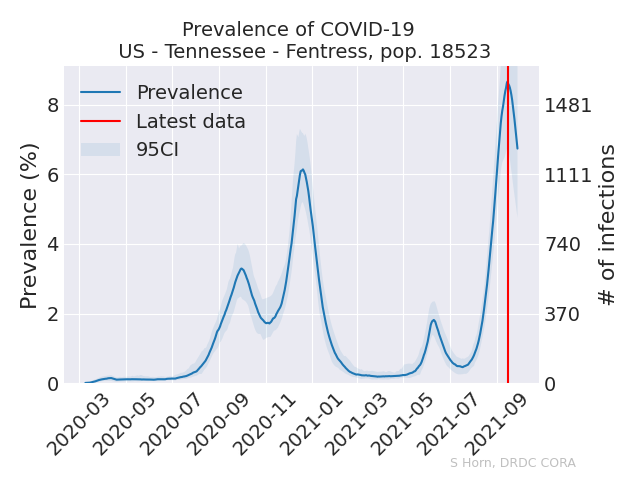 Prevalence of COVID-19
US - Tennessee - Fentress, pop. 18523
Prevalence
Latest data
95CI
Prevalence (%)
8
6
4
2
0
# of infections
1481
1111
740
370
0
2020-03
2020-05
2020-07
2020-09
2020-11
2021-01
2021-03
2021-05
2021-07
2021-09
S Horn, DRDC CORA